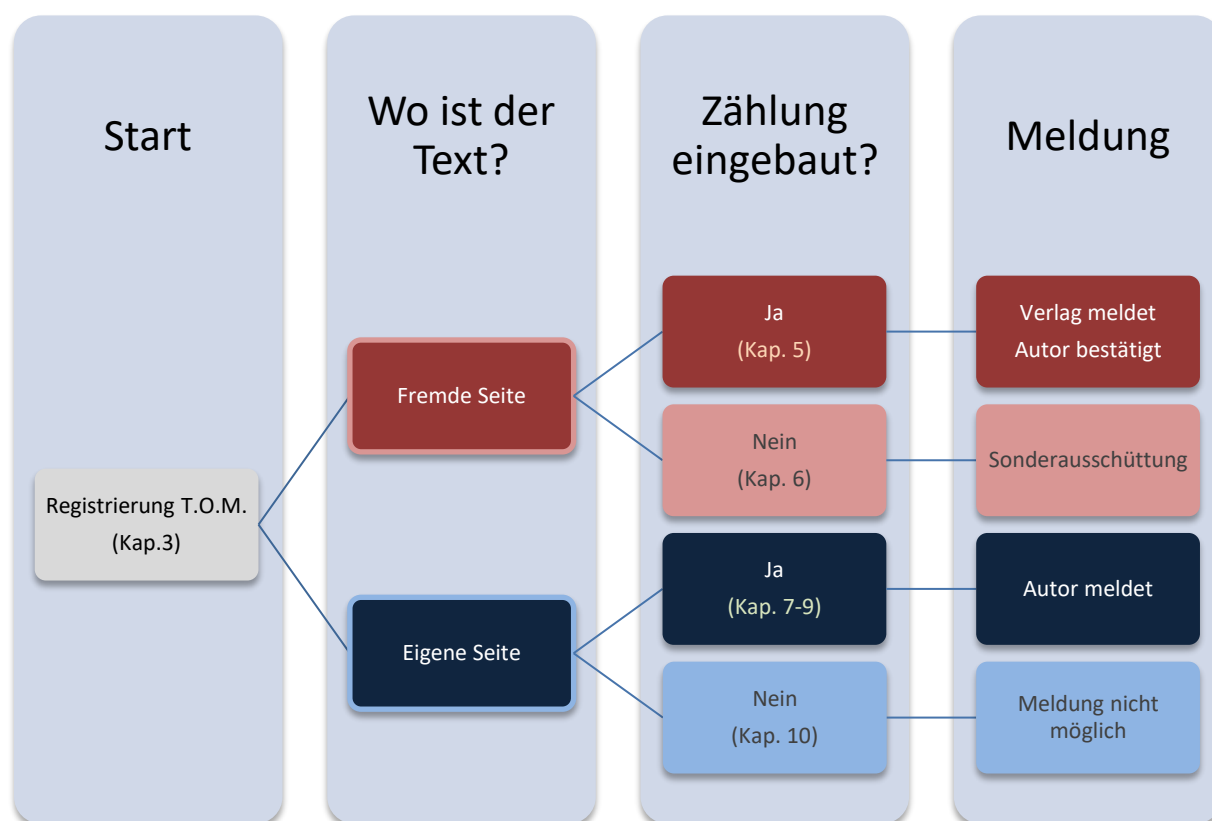 Start
Wo ist der
Text?
Zählung
eingebaut?
Meldung
Registrierung T.O.M.
(Kap.3)
Fremde Seite
Eigene Seite
Ja
(Kap. 5)
Nein
(Kap. 6)
Ja
(Kap. 7-9)
Nein
(Kap. 10)
Verlag meldet
Autor bestätigt
Sonderausschüttung
Autor meldet
Meldung nicht
möglich